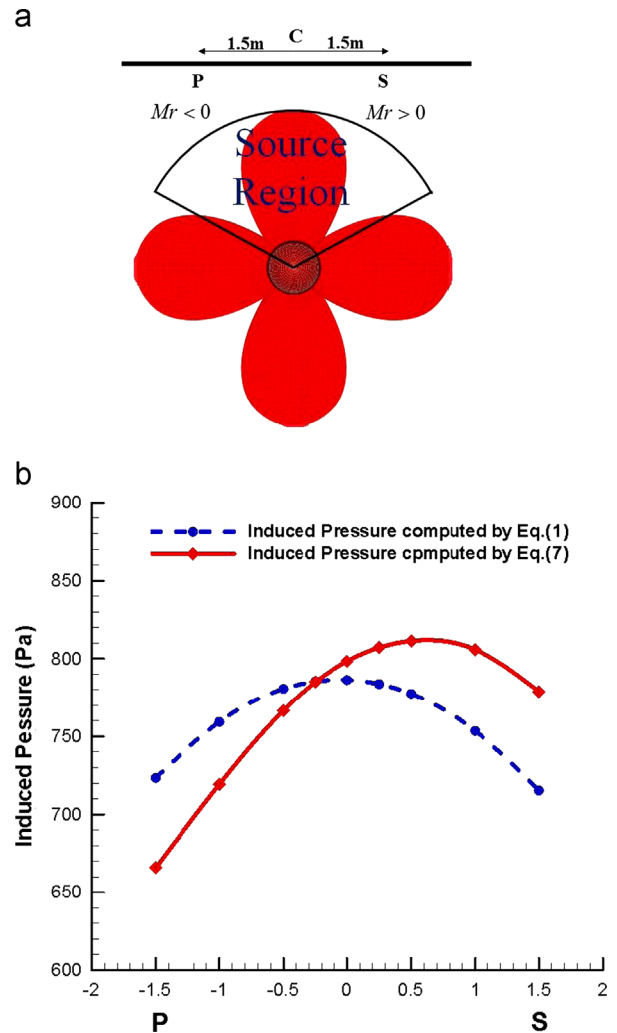 a
C
1.5m 1.5m
P S
Mr < 0 Mr > 0
Source
Region
b
900
850
800
750
700
650
600
Induced Pessure (Pa)
Induced Pressure computed by Eq.(1)
Induced Pressure cpmputed by Eq.(7)
-2 -1.5 -1 -0.5 0 0.5 1 1.5 2
P S